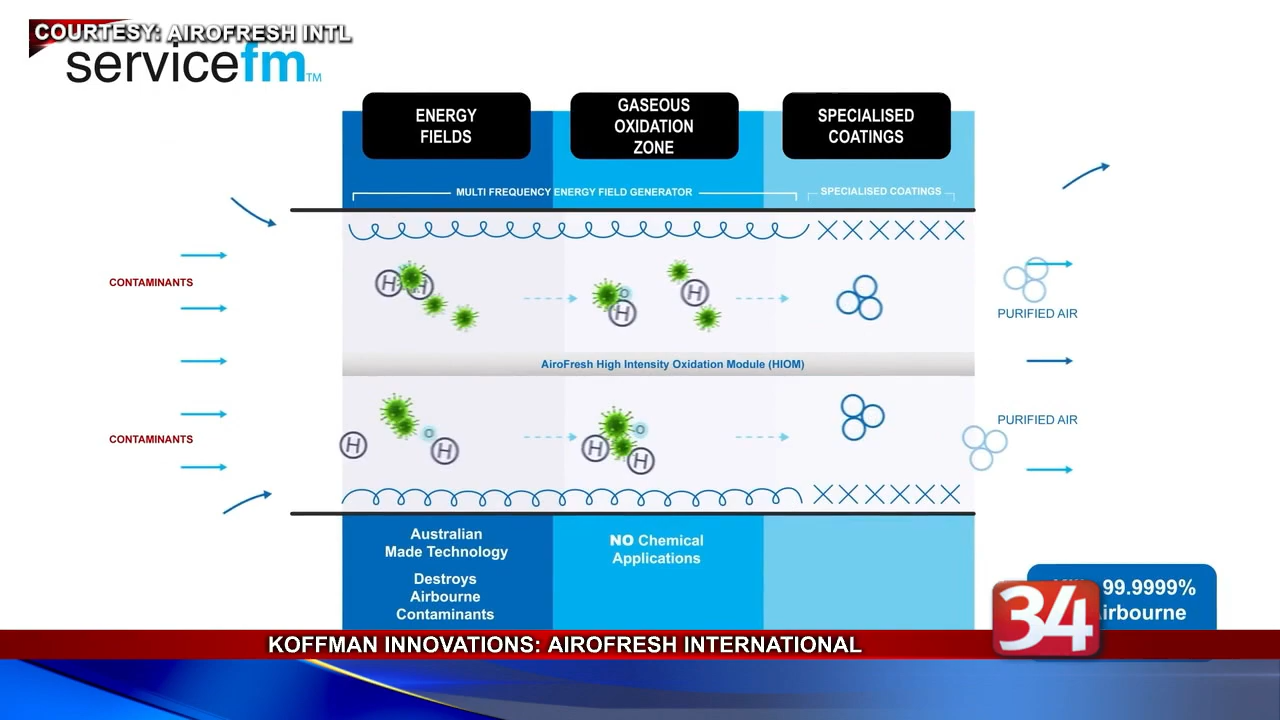 COURTESY: AIROFRESH INTL
servicefm™
ENERGY
FIELDS
GASEOUS
OXIDATION
ZONE
SPECIALISED
COATINGS
MULTI FREQUENCY ENERGY FIELD GENERATOR
SPECIALISED COATINGS
CONTAMINANTS
H
H
O
H
H
PURIFIED AIR
AiroFresh High Intensity Oxidation Module (HIOM)
PURIFIED AIR
CONTAMINANTS
H
O
H
O
H
H
Australian
Made Technology
Destroys
Airbourne
Contaminants
NO Chemical
Applications
99.9999%
Airbourne
34
KOFFMAN INNOVATIONS: AIROFRESH INTERNATIONAL